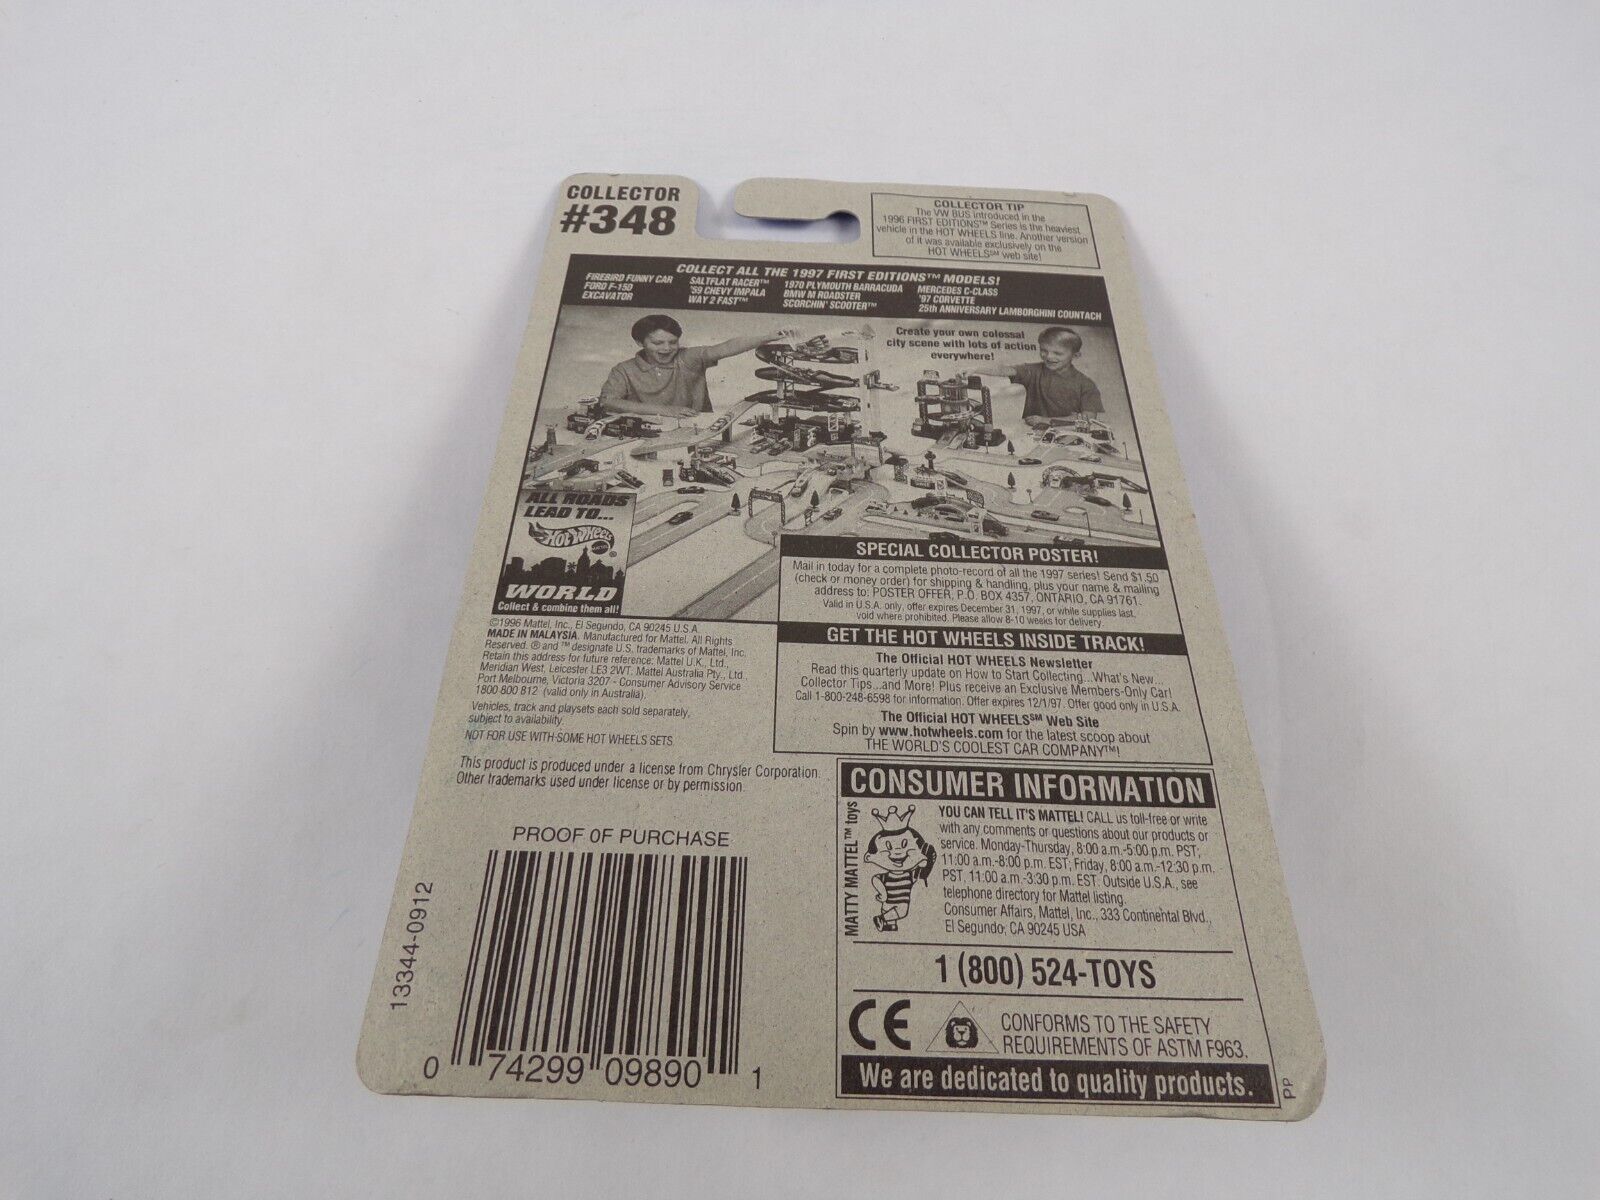 COLLECTOR
#348
COLLECTOR TIP
The VW BUS introduced in the
1996 FIRST EDITIONS™ Series is the heaviest
vehicle in the HOT WHEELS line. Another version
of it was available exclusively on the
HOT WHEELS℠ web site!
COLLECT ALL THE 1997 FIRST EDITIONS™ MODELS!
FIREBIRD FUNNY CAR
FORD F-150
EXCAVATOR
SALTFLAT RACER™
'59 CHEVY IMPALA
WAY 2 FAST™
1970 PLYMOUTH BARRACUDA
BMW M ROADSTER
SCORCHIN' SCOOTER™
MERCEDES C-CLASS
'97 CORVETTE
25th ANNIVERSARY LAMBORGHINI COUNTACH
Create your own colossal
city scene with lots of action
everywhere!
ALL ROADS
LEAD TO...
Hot Wheels ®
WORLD
Collect & combine them all!
SPECIAL COLLECTOR POSTER!
Mail in today for a complete photo-record of all the 1997 series! Send $1.50
(check or money order) for shipping & handling, plus your name & mailing
address to: POSTER OFFER, P.O. BOX 4357, ONTARIO, CA 91761.
Valid in U.S.A. only, offer expires December 31, 1997, or while supplies last,
void where prohibited. Please allow 8-10 weeks for delivery.
GET THE HOT WHEELS INSIDE TRACK!
The Official HOT WHEELS Newsletter
Read this quarterly update on How to Start Collecting...What's New...
Collector Tips...and More! Plus receive an Exclusive Members-Only Car!
Call 1-800-248-6598 for information. Offer expires 12/1/97. Offer good only in U.S.A.
The Official HOT WHEELS℠ Web Site
Spin by www.hotwheels.com for the latest scoop about
THE WORLD'S COOLEST CAR COMPANY™!
©1996 Mattel, Inc., El Segundo, CA 90245 U.S.A.
MADE IN MALAYSIA. Manufactured for Mattel. All Rights
Reserved. ® and ™ designate U.S. trademarks of Mattel, Inc.
Retain this address for future reference: Mattel U.K., Ltd.,
Meridian West, Leicester LE3 2WT. Mattel Australia Pty., Ltd.,
Port Melbourne, Victoria 3207 - Consumer Advisory Service
1800 800 812 (valid only in Australia).
Vehicles, track and playsets each sold separately,
subject to availability.
NOT FOR USE WITH SOME HOT WHEELS SETS.
This product is produced under a license from Chrysler Corporation.
Other trademarks used under license or by permission.
PROOF OF PURCHASE
13344-0912
0 74299 09890 1
CONSUMER INFORMATION
MATTY MATTEL™ toys
YOU CAN TELL IT'S MATTEL! CALL us toll-free or write
with any comments or questions about our products or
service. Monday-Thursday, 8:00 a.m.-5:00 p.m. PST;
11:00 a.m.-8:00 p.m. EST; Friday, 8:00 a.m.-12:30 p.m.
PST, 11:00 a.m.-3:30 p.m. EST. Outside U.S.A., see
telephone directory for Mattel listing.
Consumer Affairs, Mattel, Inc., 333 Continental Blvd.,
El Segundo, CA 90245 USA
1 (800) 524-TOYS
CE
CONFORMS TO THE SAFETY
REQUIREMENTS OF ASTM F963.
We are dedicated to quality products.
PP